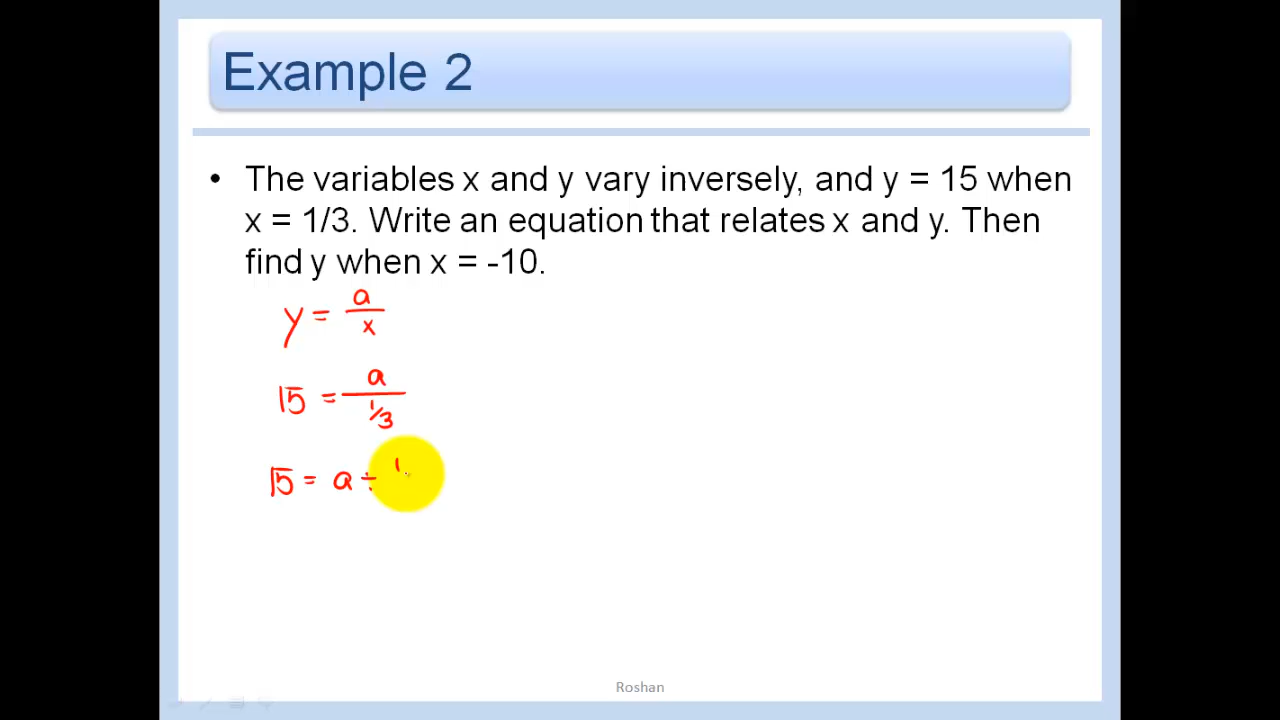 Example 2
• The variables x and y vary inversely, and y = 15 when
x = 1/3. Write an equation that relates x and y. Then
find y when x = -10.
y = a/x
15 = a/(1/3)
15 = a ÷ 1
Roshan